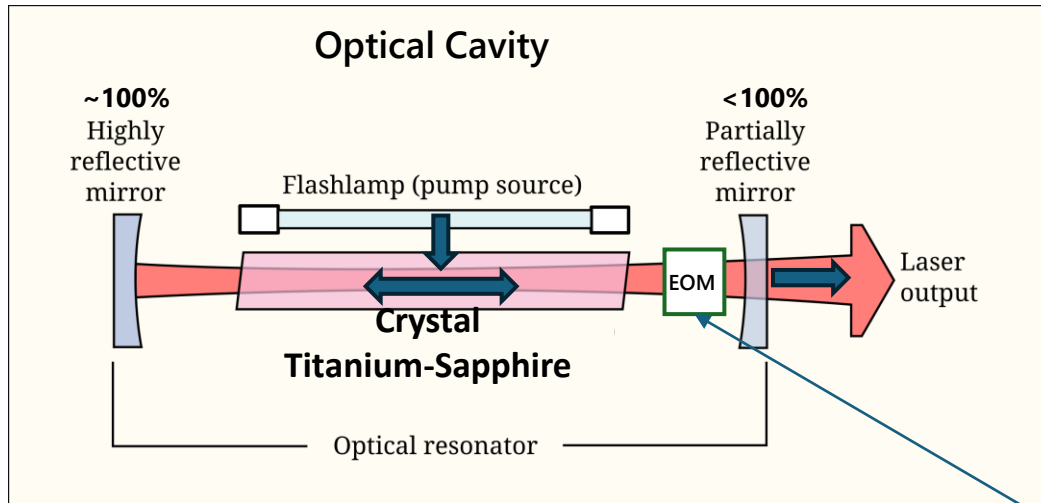 Optical Cavity
~100%
Highly
reflective
mirror
<100%
Partially
reflective
mirror
Flashlamp (pump source)
EOM
Laser
output
Crystal
Titanium-Sapphire
Optical resonator